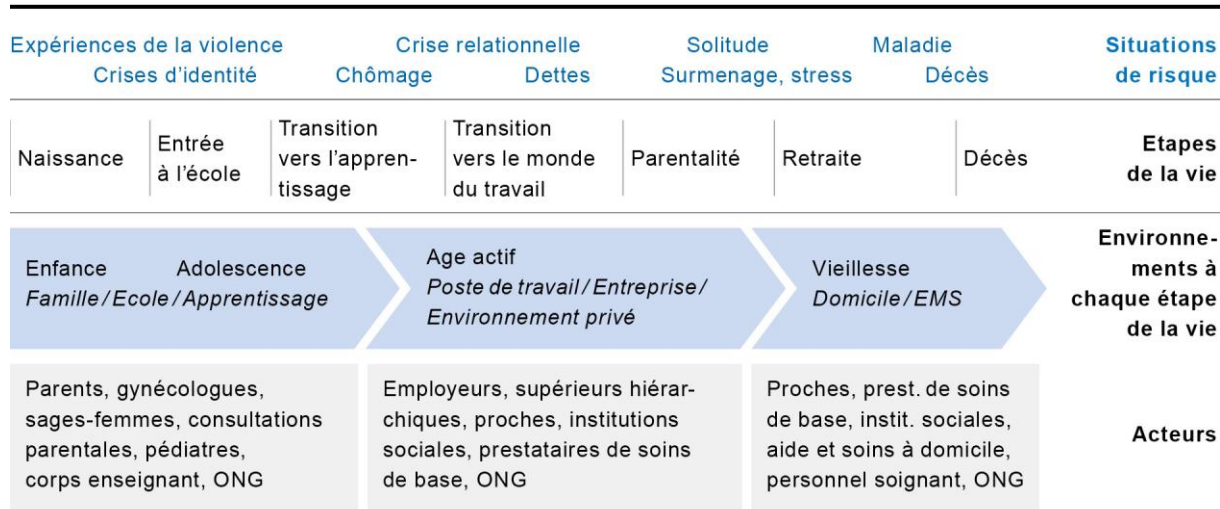 Expériences de la violence Crise relationnelle Solitude Maladie Situations
Crises d’identité Chômage Dettes Surmenage, stress Décès de risque
Naissance
Entrée
à l’école
Transition
vers l’appren-
tissage
Transition
vers le monde
du travail
Parentalité
Retraite
Décès
Etapes
de la vie
Enfance Adolescence
Famille / Ecole / Apprentissage
Age actif
Poste de travail / Entreprise /
Environnement privé
Vieillesse
Domicile / EMS
Environne-
ments à
chaque étape
de la vie
Parents, gynécologues,
sages-femmes, consultations
parentales, pédiatres,
corps enseignant, ONG
Employeurs, supérieurs hiérar-
chiques, proches, institutions
sociales, prestataires de soins
de base, ONG
Proches, prest. de soins
de base, instit. sociales,
aide et soins à domicile,
personnel soignant, ONG
Acteurs